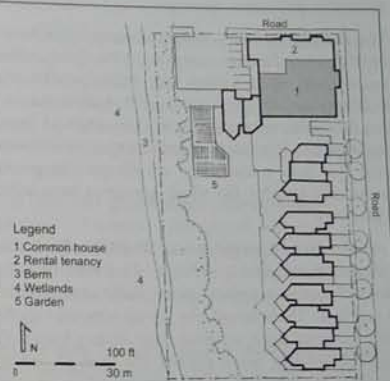 Road
2
1
4
3
5
Road
Legend
1 Common house
2 Rental tenancy
3 Berm
4 Wetlands
5 Garden
4
N
100 ft
0
30 m